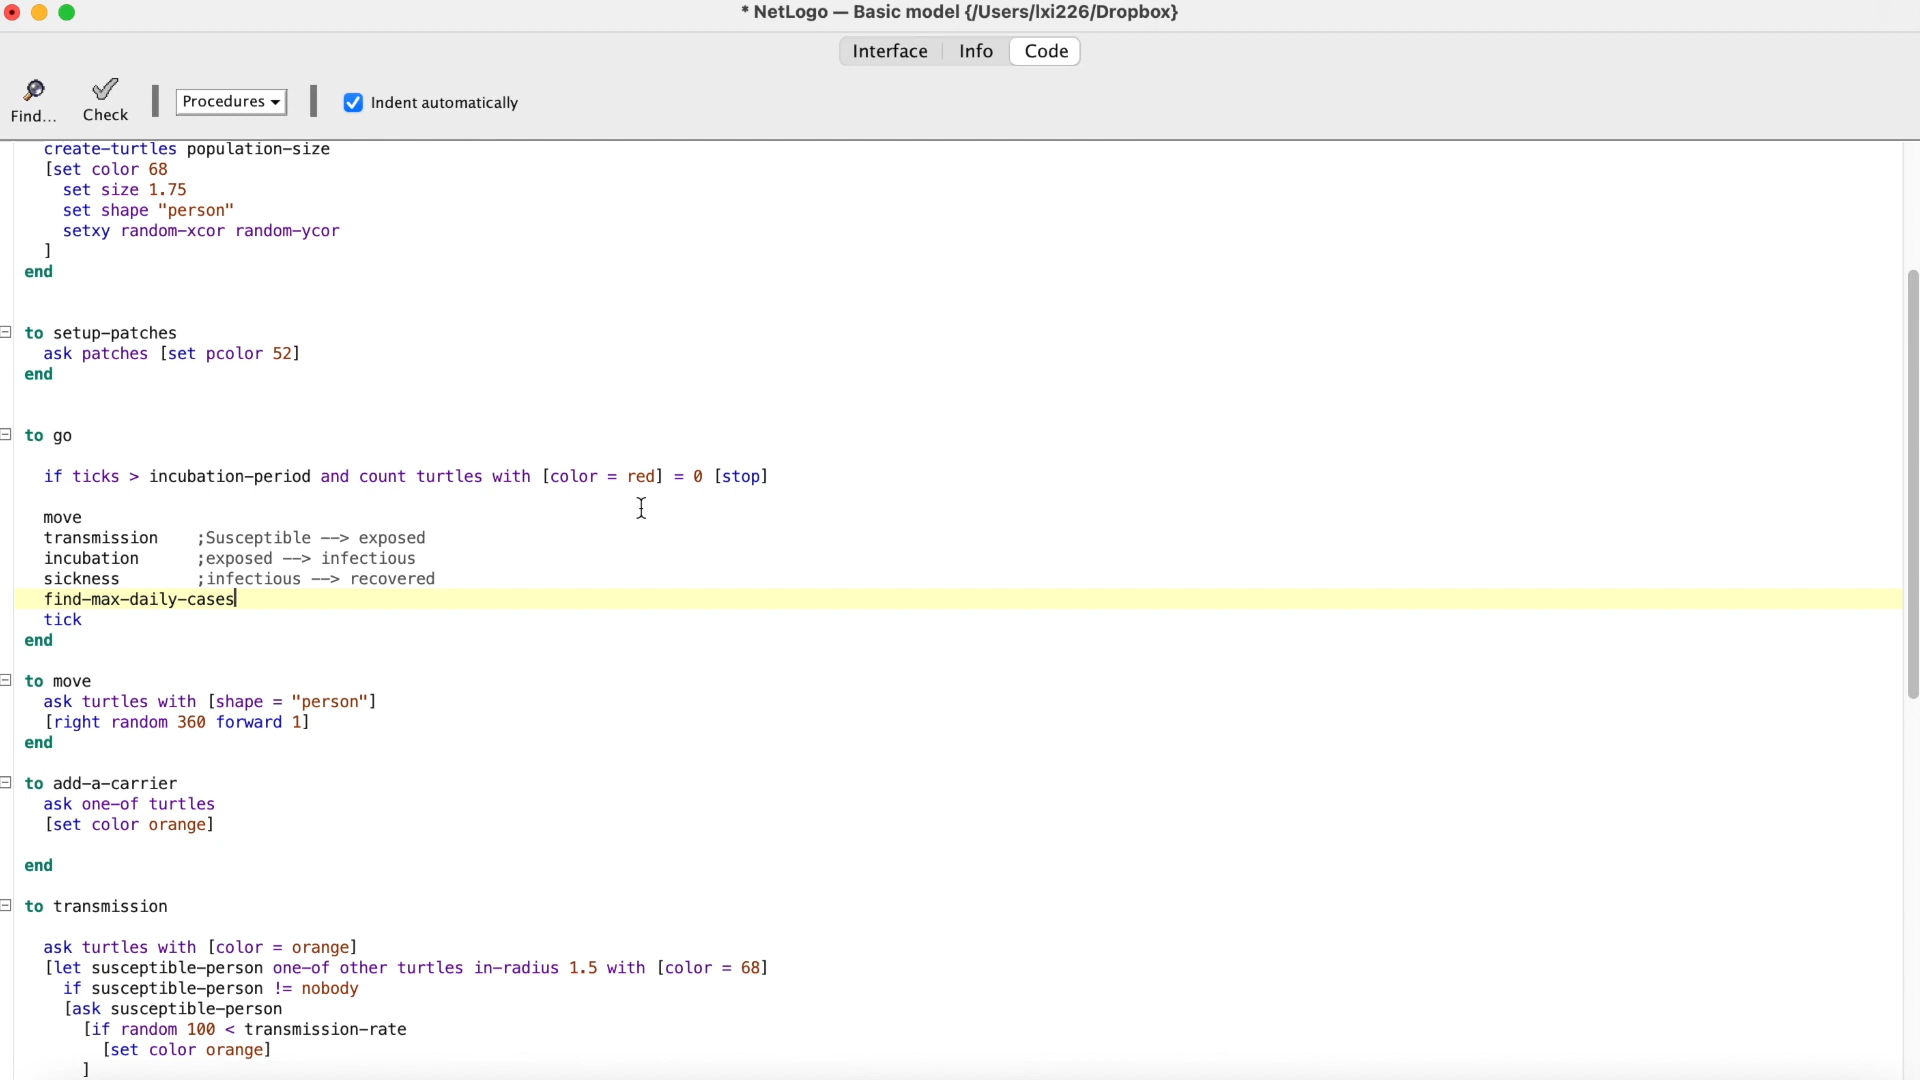 * NetLogo — Basic model {/Users/lxi226/Dropbox}
Interface Info Code
Find... Check Procedures Indent automatically
create-turtles population-size
[set color 68
set size 1.75
set shape "person"
setxy random-xcor random-ycor
]
end
to setup-patches
ask patches [set pcolor 52]
end
to go
if ticks > incubation-period and count turtles with [color = red] = 0 [stop]
move
transmission ;Susceptible --> exposed
incubation ;exposed --> infectious
sickness ;infectious --> recovered
find-max-daily-cases
tick
end
to move
ask turtles with [shape = "person"]
[right random 360 forward 1]
end
to add-a-carrier
ask one-of turtles
[set color orange]
end
to transmission
ask turtles with [color = orange]
[let susceptible-person one-of other turtles in-radius 1.5 with [color = 68]
if susceptible-person != nobody
[ask susceptible-person
[if random 100 < transmission-rate
[set color orange]
]